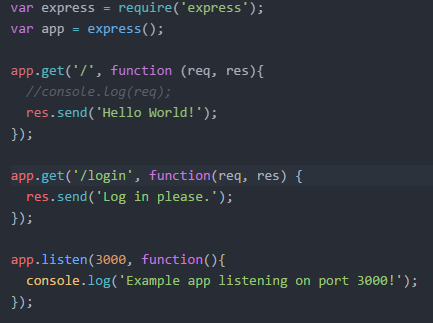 var express = require('express');
var app = express();
app.get('/', function (req, res){
//console.log(req);
res.send('Hello World!');
});
app.get('/login', function(req, res) {
res.send('Log in please.');
});
app.listen(3000, function(){
console.log('Example app listening on port 3000!');
});